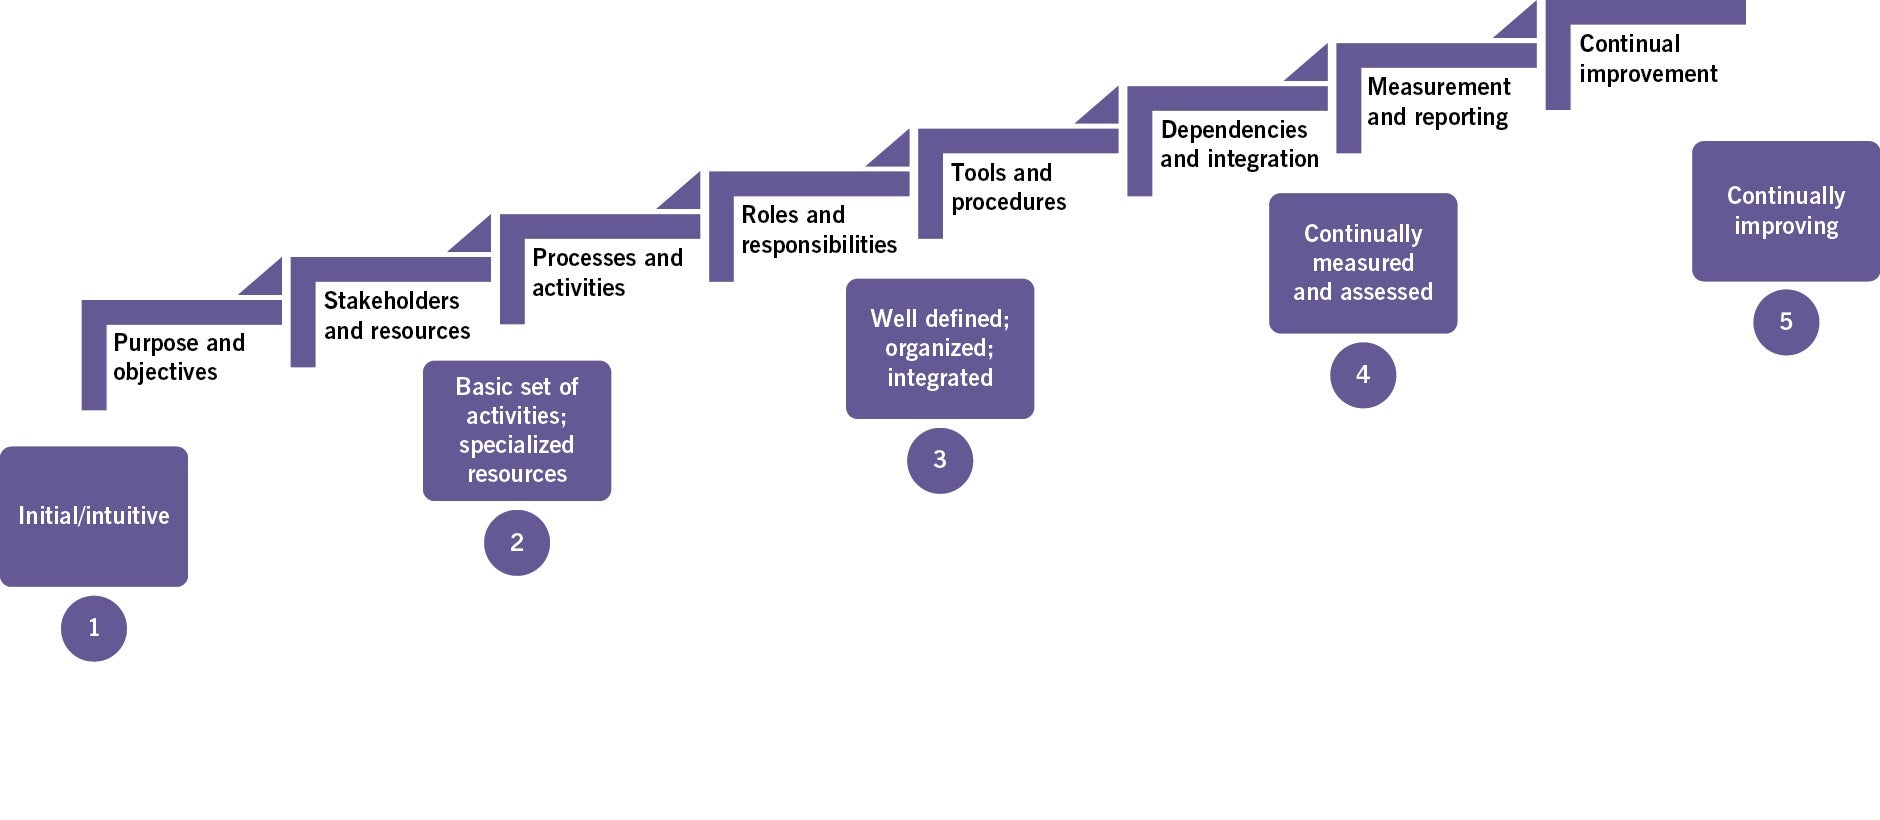 Purpose and
objectives
Stakeholders
and resources
Processes and
activities
Roles and
responsibilities
Tools and
procedures
Dependencies
and integration
Measurement
and reporting
Continual
improvement
Initial/intuitive
1
Basic set of
activities;
specialized
resources
2
Well defined;
organized;
integrated
3
Continually
measured
and assessed
4
Continually
improving
5